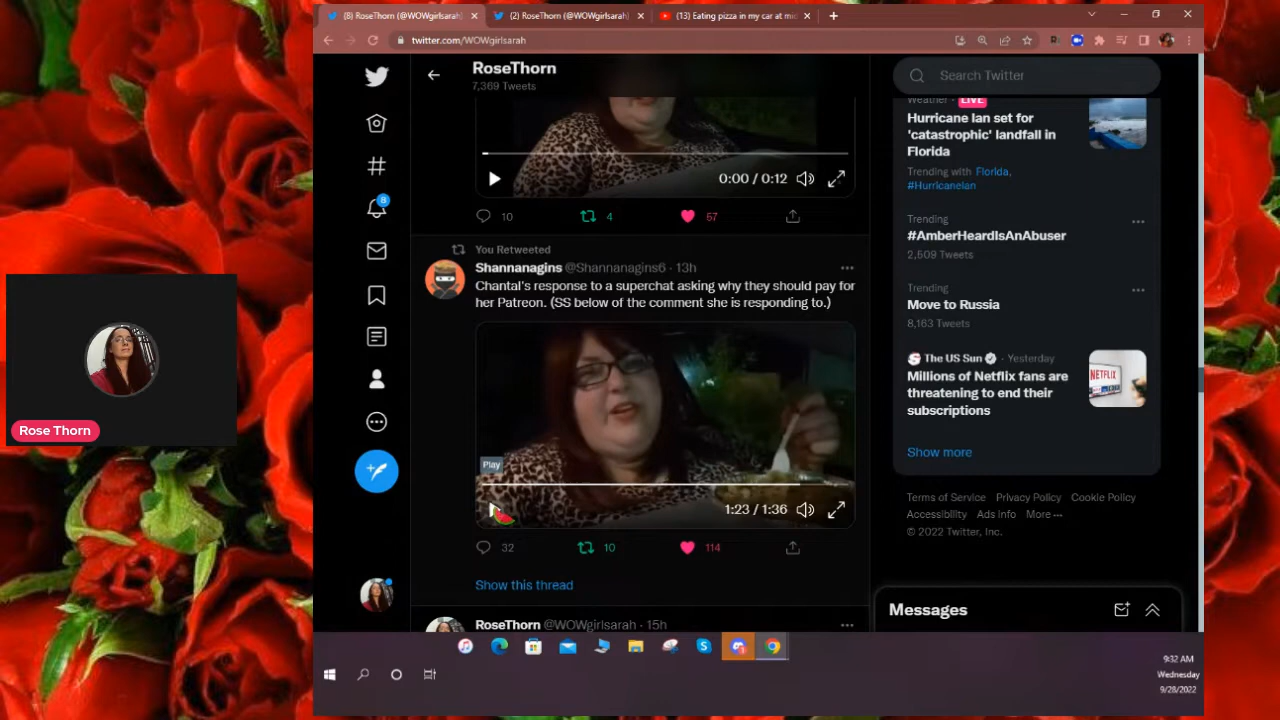 (8) RoseThorn (@WOWgirlsarah)
(2) RoseThorn (@WOWgirlsarah)
(13) Eating pizza in my car at mi
twitter.com/WOWgirlsarah
RoseThorn
7,369 Tweets
Search Twitter
0:00 / 0:12
10
4
67
You Retweeted
Shannanagins @Shannanagins6 · 13h
Chantal's response to a superchat asking why they should pay for
her Patreon. (SS below of the comment she is responding to.)
Play
1:23 / 1:36
32
10
114
Show this thread
RoseThorn @WOWgirlsarah · 15h
8
Weather · LIVE
Hurricane Ian set for
'catastrophic' landfall in
Florida
Trending with Florida,
#HurricaneIan
Trending
#AmberHeardIsAnAbuser
2,509 Tweets
Trending
Move to Russia
8,163 Tweets
The US Sun · Yesterday
Millions of Netflix fans are
threatening to end their
subscriptions
NETFLIX
Show more
Terms of Service Privacy Policy Cookie Policy
Accessibility Ads info More ···
© 2022 Twitter, Inc.
Messages
Rose Thorn
9:32 AM
Wednesday
9/28/2022